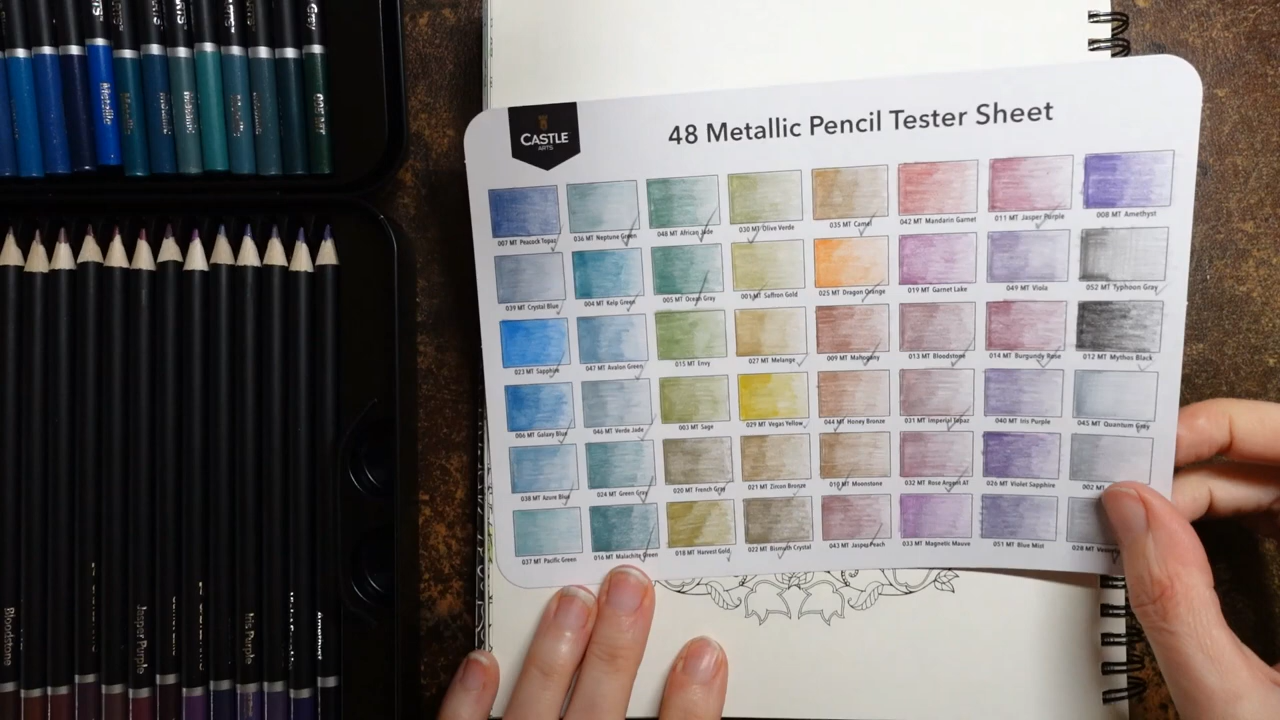 CASTLE
ARTS
48 Metallic Pencil Tester Sheet
007 MT Peacock Topaz 036 MT Neptune Green 048 MT African Jade 030 MT Olive Verde 035 MT Camel 042 MT Mandarin Garnet 011 MT Jasper Purple 008 MT Amethyst
039 MT Crystal Blue 004 MT Kelp Green 005 MT Ocean Gray 001 MT Saffron Gold 025 MT Dragon Orange 019 MT Garnet Lake 049 MT Viola 052 MT Typhoon Gray
023 MT Sapphire 047 MT Avalon Green 015 MT Envy 027 MT Melange 009 MT Mahogany 013 MT Bloodstone 014 MT Burgundy Rose 012 MT Mythos Black
006 MT Galaxy Blue 046 MT Verde Jade 003 MT Sage 029 MT Vegas Yellow 044 MT Honey Bronze 031 MT Imperial Topaz 040 MT Iris Purple 045 MT Quantum Grey
038 MT Azure Blue 024 MT Green Gray 020 MT French Gray 021 MT Zircon Bronze 010 MT Moonstone 032 MT Rose Argent AT 026 MT Violet Sapphire 002 MT
037 MT Pacific Green 016 MT Malachite Green 018 MT Harvest Gold 022 MT Bismuth Crystal 043 MT Jasper Peach 033 MT Magnetic Mauve 051 MT Blue Mist 028 MT
Grey
Metallic
Metallic
005 MT
Bloodstone
Jasper Purple
Iris Purple
Amethyst